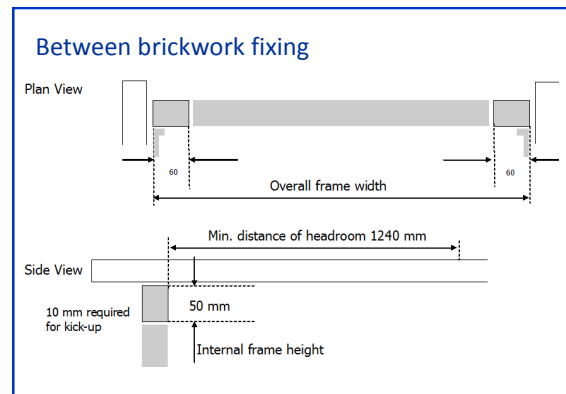 Between brickwork fixing
Plan View
60
60
Overall frame width
Min. distance of headroom 1240 mm
Side View
10 mm required
for kick-up
50 mm
Internal frame height